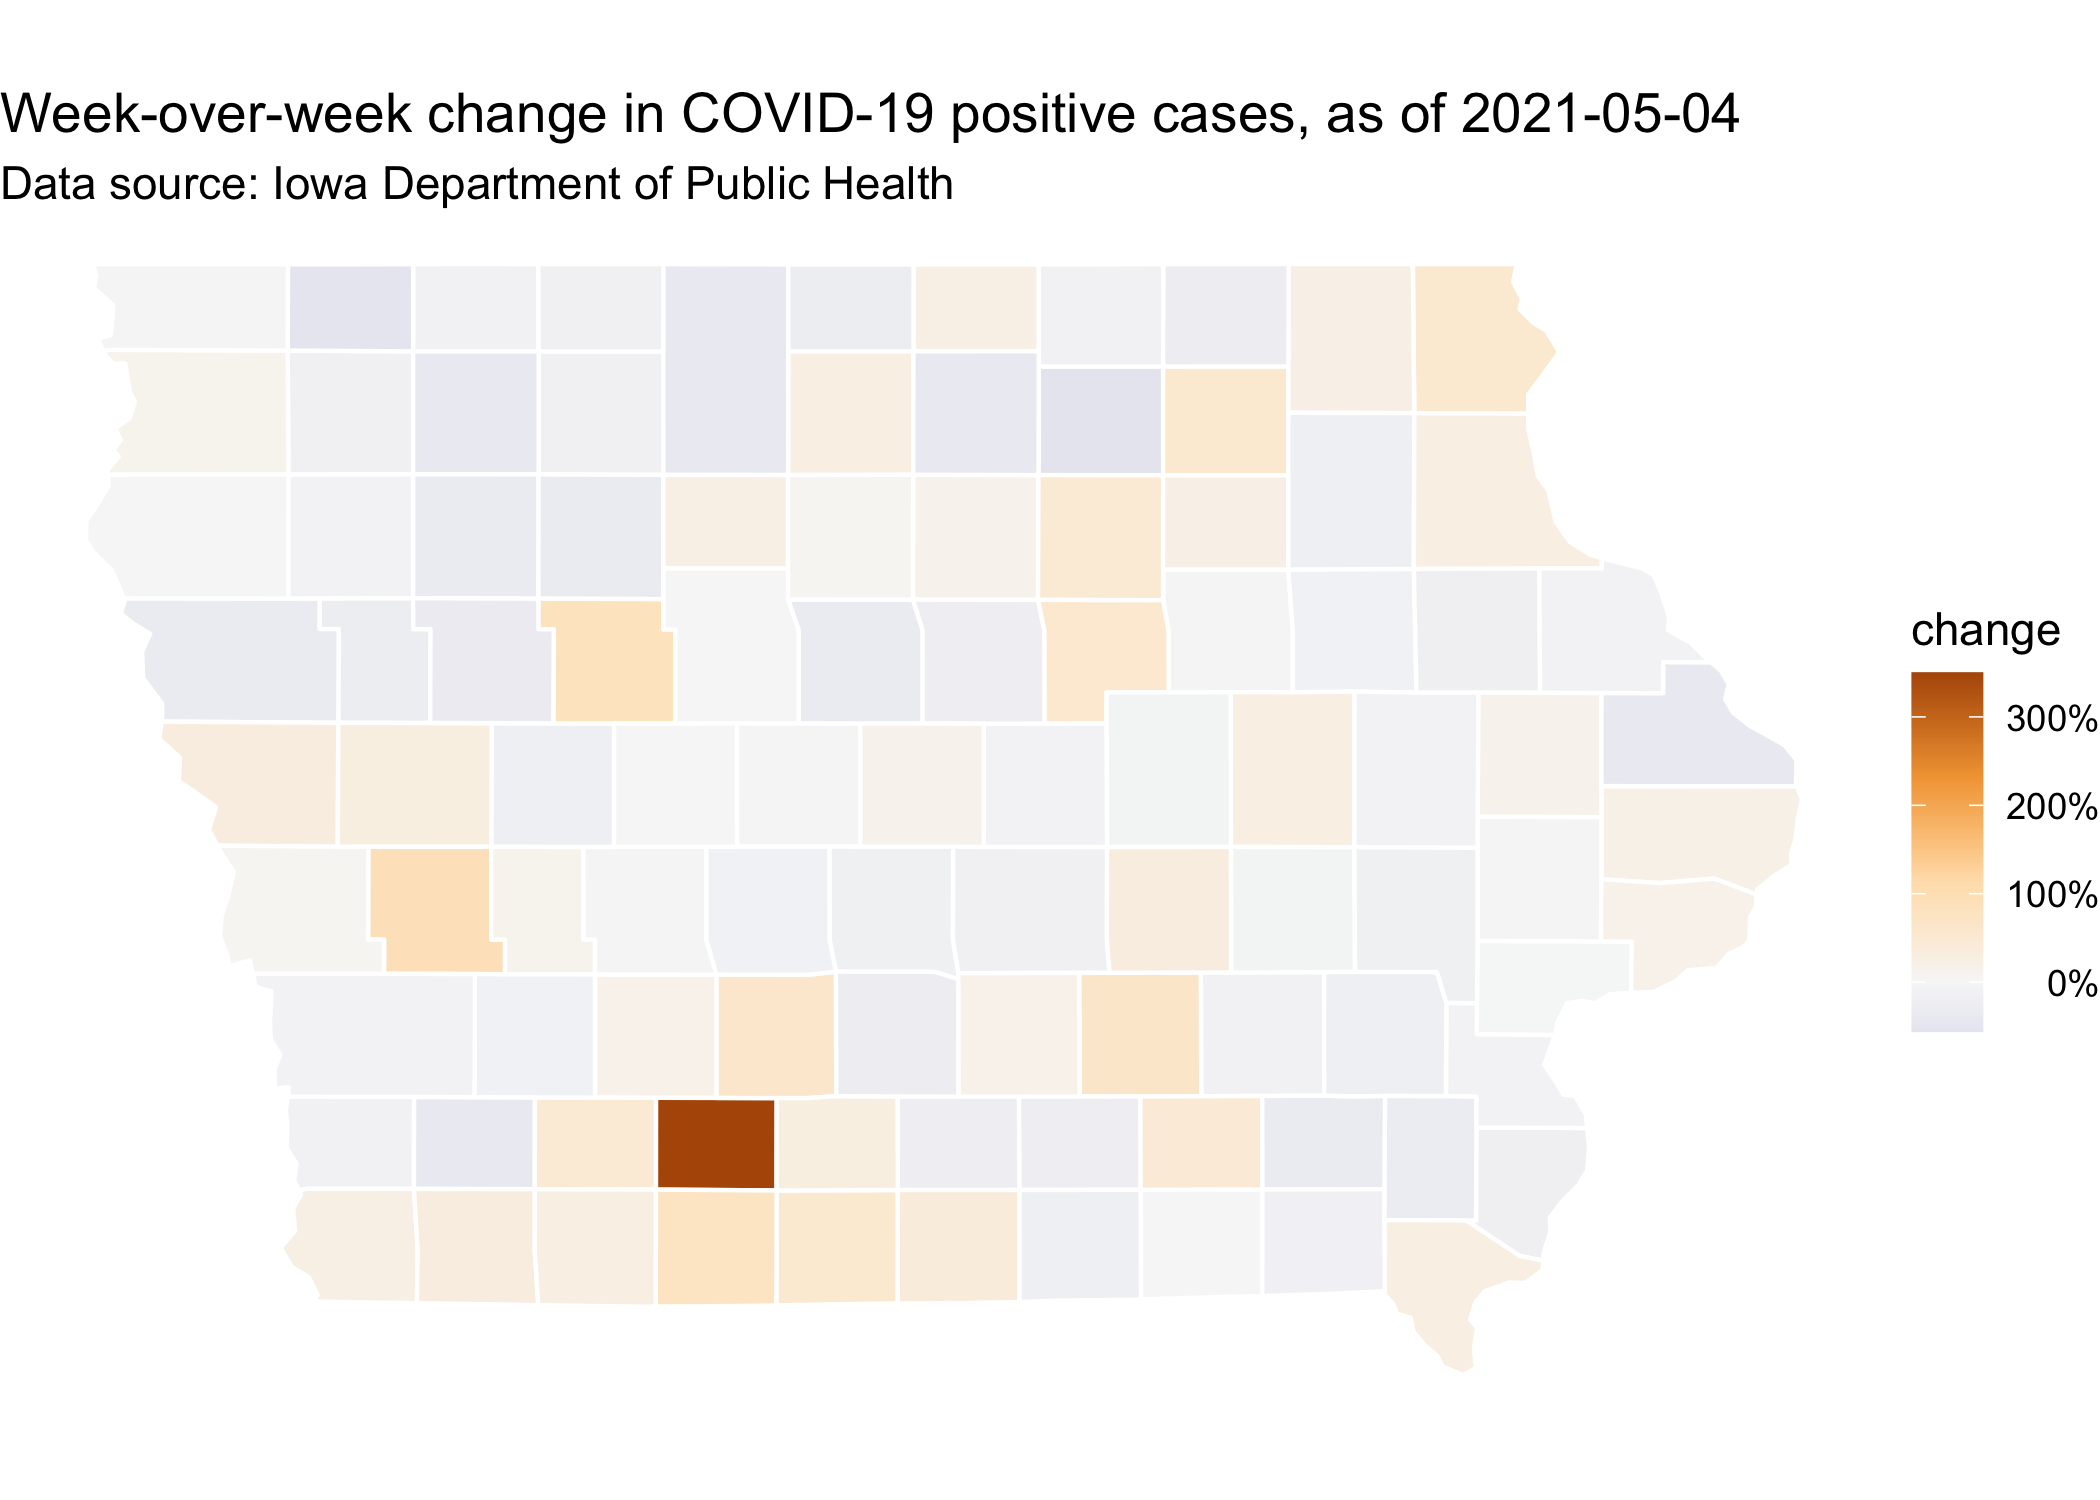 Week-over-week change in COVID-19 positive cases, as of 2021-05-04
Data source: Iowa Department of Public Health
change
300%
200%
100%
0%